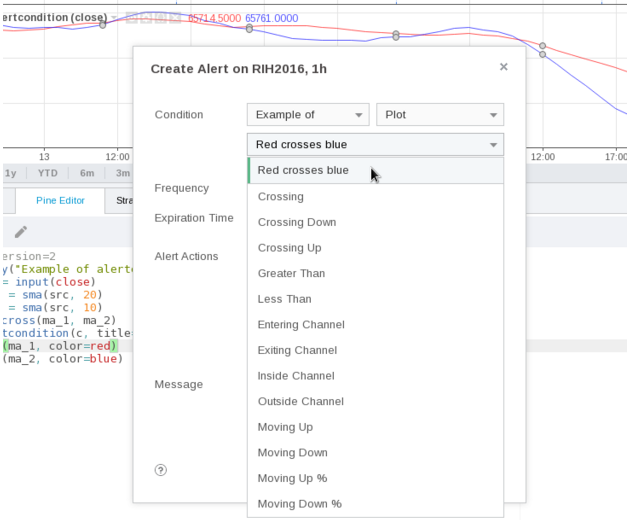 ertcondition (close)
65714.5000 65761.0000
Create Alert on RIH2016, 1h
×
Condition
Example of
Plot
Red crosses blue
13
12:00
12:00
17:00
Red crosses blue
1y
YTD
6m
3m
Frequency
Crossing
Pine Editor
Stra
Expiration Time
Crossing Down
Crossing Up
ersion=2
Alert Actions
y("Example of alert
Greater Than
= input(close)
= sma(src, 20)
Less Than
= sma(src, 10)
cross(ma_1, ma_2)
Entering Channel
tcondition(c, title=
(ma_1, color=red)
Exiting Channel
(ma_2, color=blue)
Inside Channel
Message
Outside Channel
Moving Up
Moving Down
?
Moving Up %
Moving Down %